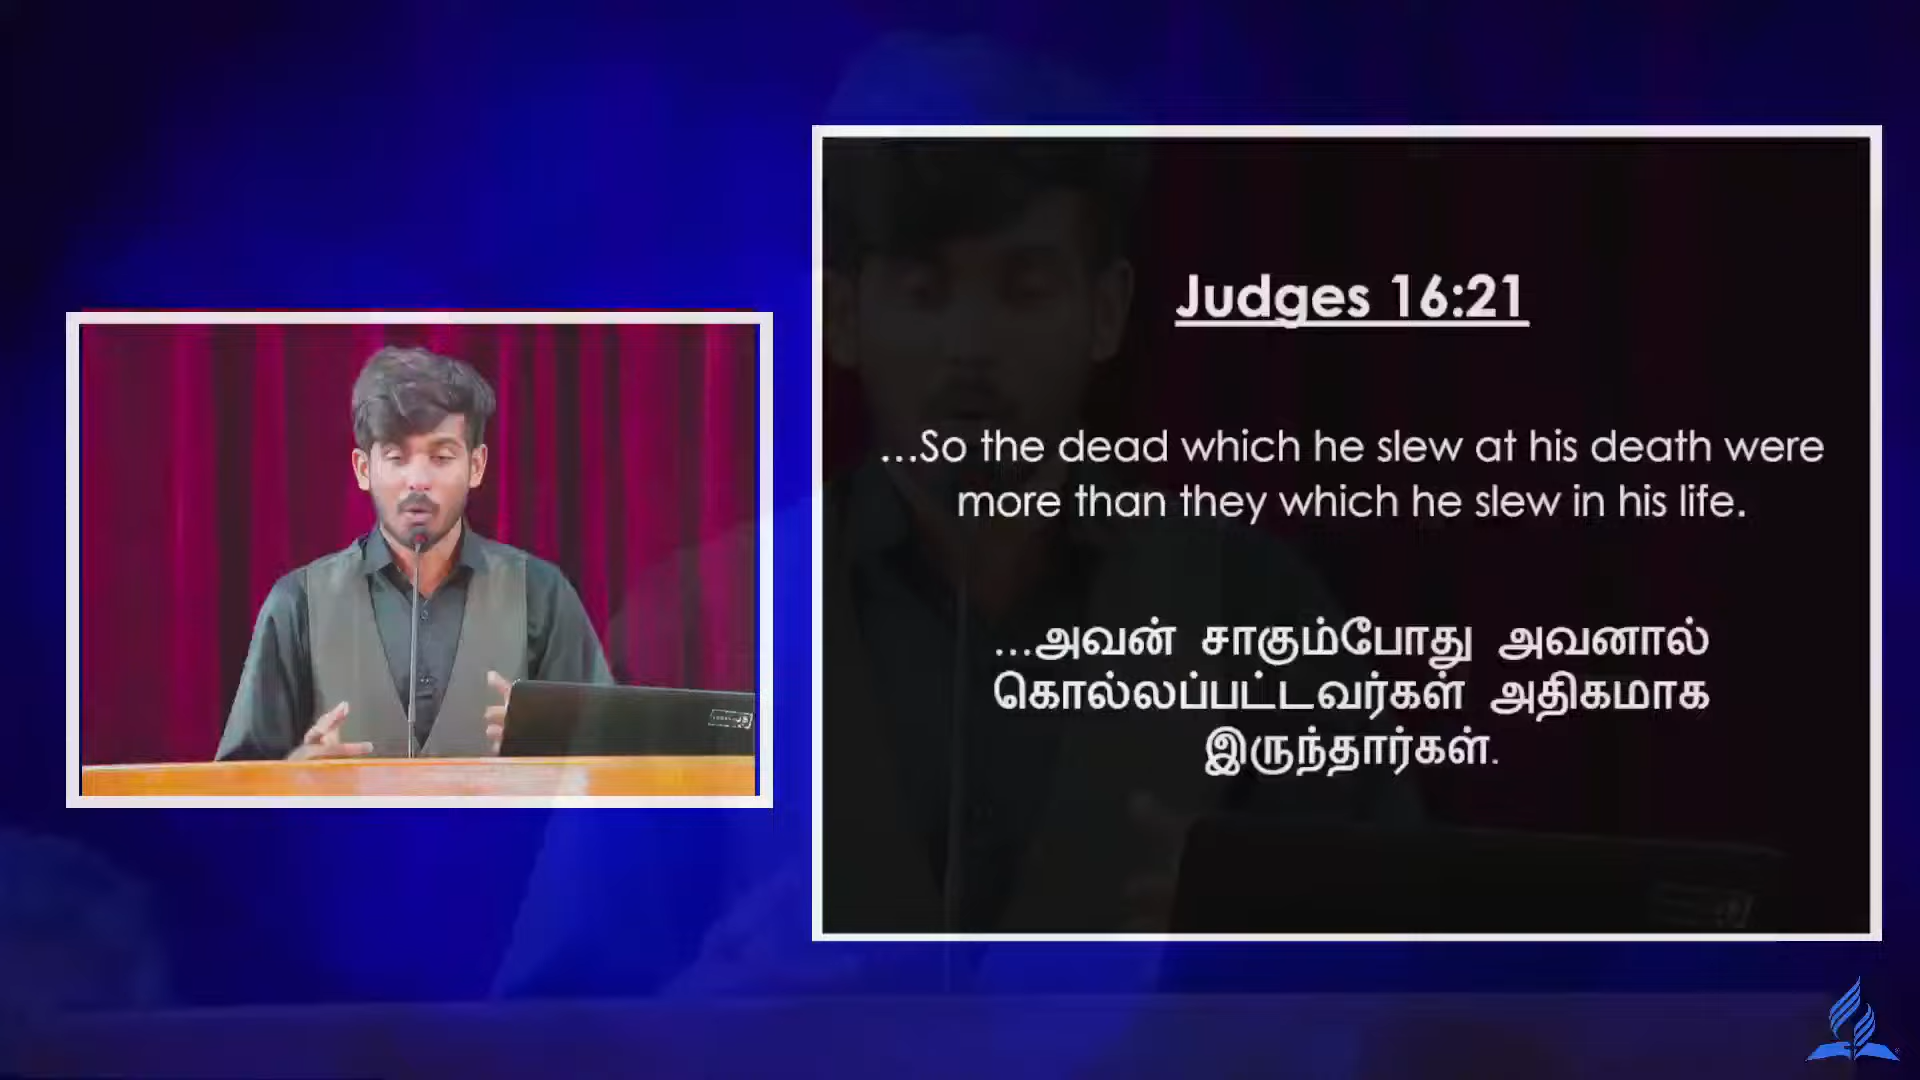 Judges 16:21
...So the dead which he slew at his death were
more than they which he slew in his life.
...அவன் சாகும்போது அவனால்
கொல்லப்பட்டவர்கள் அதிகமாக
இருந்தார்கள்.